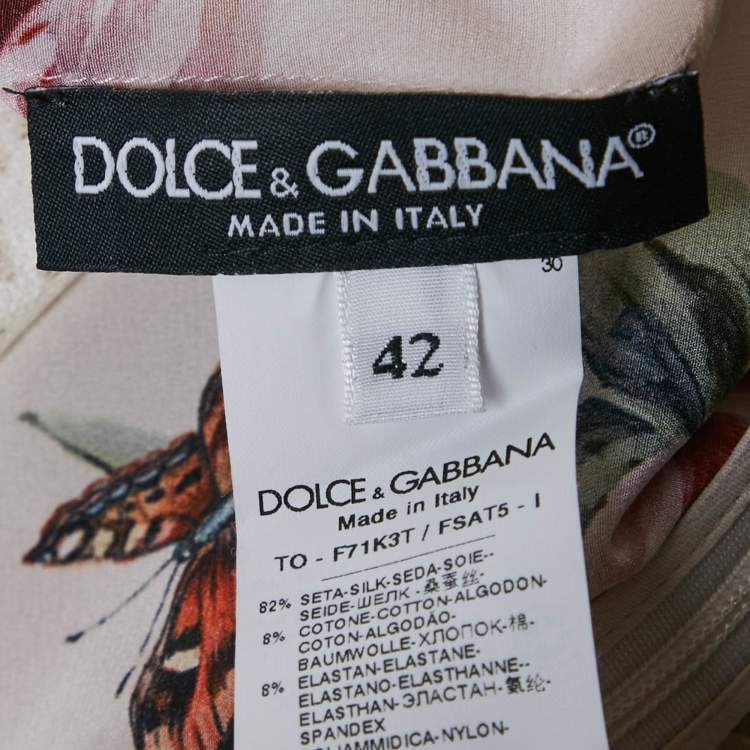 DOLCE & GABBANA®
MADE IN ITALY
30
42
DOLCE & GABBANA
Made in Italy
TO - F71K3T / FSAT5 - I
82% SETA-SILK-SEDA-SOIE--
SEIDE-ШЕЛК -桑蚕丝-
8% COTONE-COTTON-ALGODON-
COTON-ALGODÃO-
BAUMWOLLE-ХЛОПОК-棉-
8% ELASTAN-ELASTANE-
ELASTANO-ELASTHANNE--
ELASTHAN-ЭЛАСТАН-氨纶-
SPANDEX